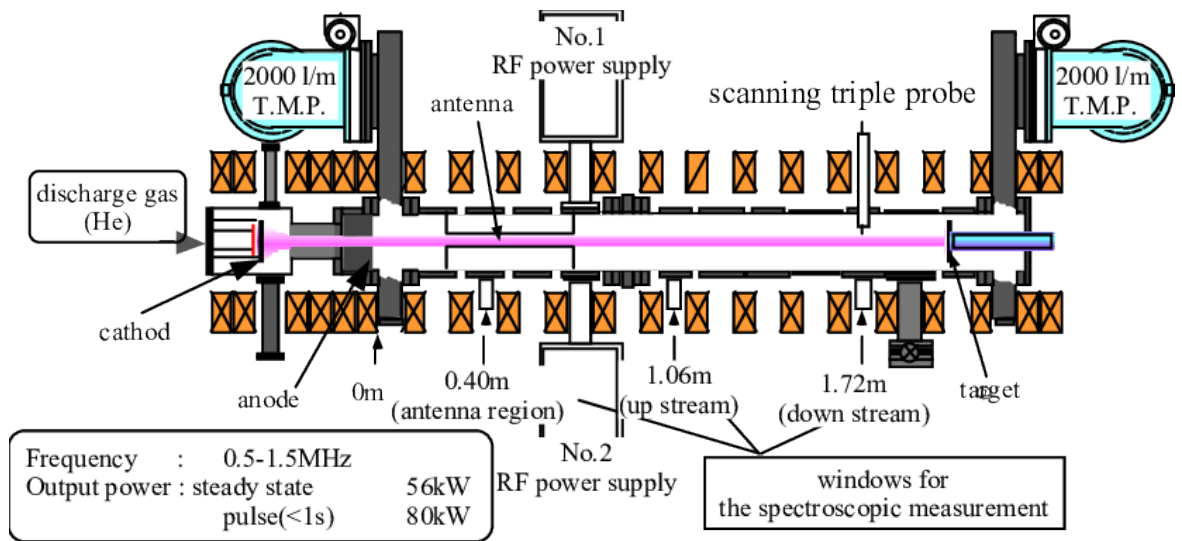 No.1
RF power supply
2000 l/m
T.M.P.
antenna
scanning triple probe
2000 l/m
T.M.P.
discharge gas
(He)
cathod
anode
0m
0.40m
(antenna region)
1.06m
(up stream)
1.72m
(down stream)
target
No.2
RF power supply
Frequency : 0.5-1.5MHz
Output power : steady state 56kW
pulse(<1s) 80kW
windows for
the spectroscopic measurement